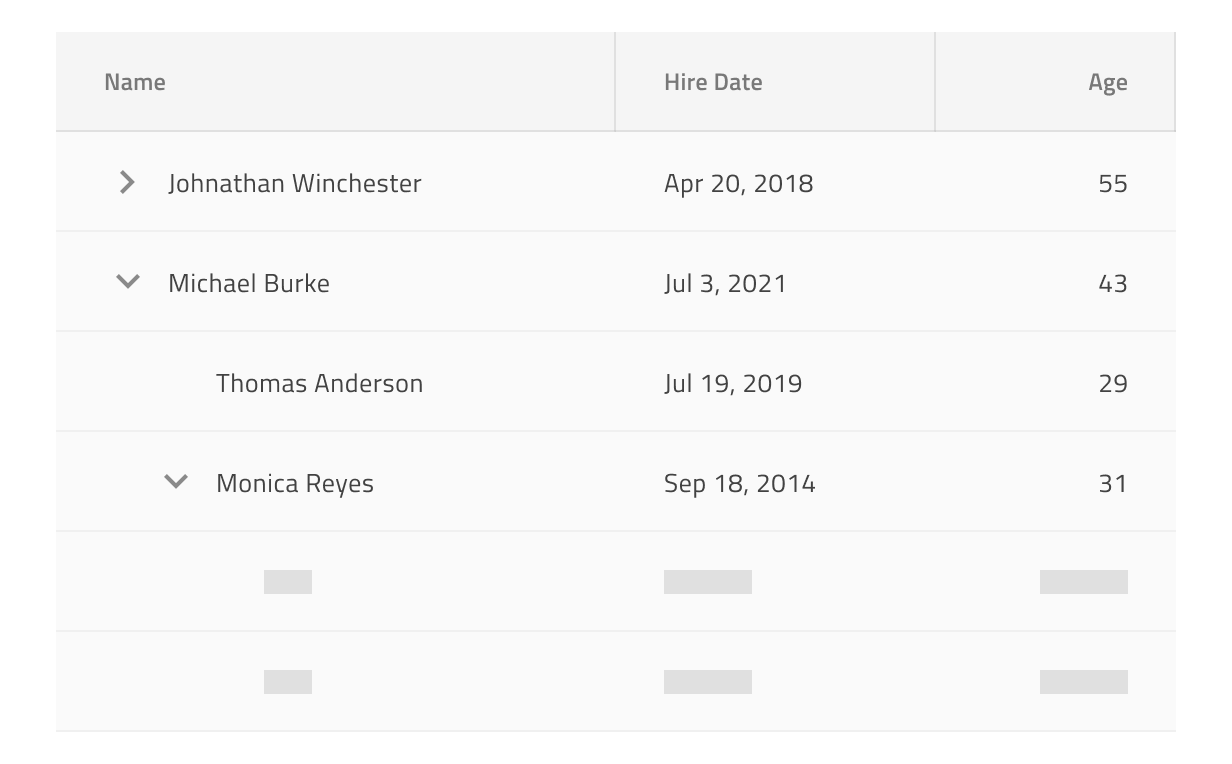 Name Hire Date Age
Johnathan Winchester Apr 20, 2018 55
Michael Burke Jul 3, 2021 43
Thomas Anderson Jul 19, 2019 29
Monica Reyes Sep 18, 2014 31